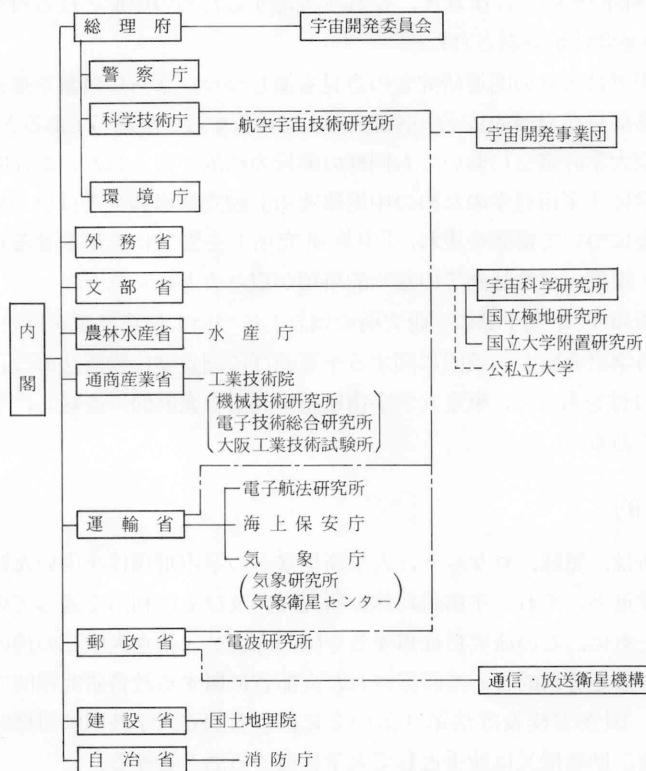 総理府
宇宙開発委員会
警察庁
科学技術庁
航空宇宙技術研究所
宇宙開発事業団
環境庁
外務省
文部省
宇宙科学研究所
国立極地研究所
国立大学附置研究所
公私立大学
内閣
農林水産省
水産庁
通商産業省
工業技術院
機械技術研究所
電子技術総合研究所
大阪工業技術試験所
電子航法研究所
運輸省
海上保安庁
気象庁
気象研究所
気象衛星センター
郵政省
電波研究所
通信・放送衛星機構
建設省
国土地理院
自治省
消防庁